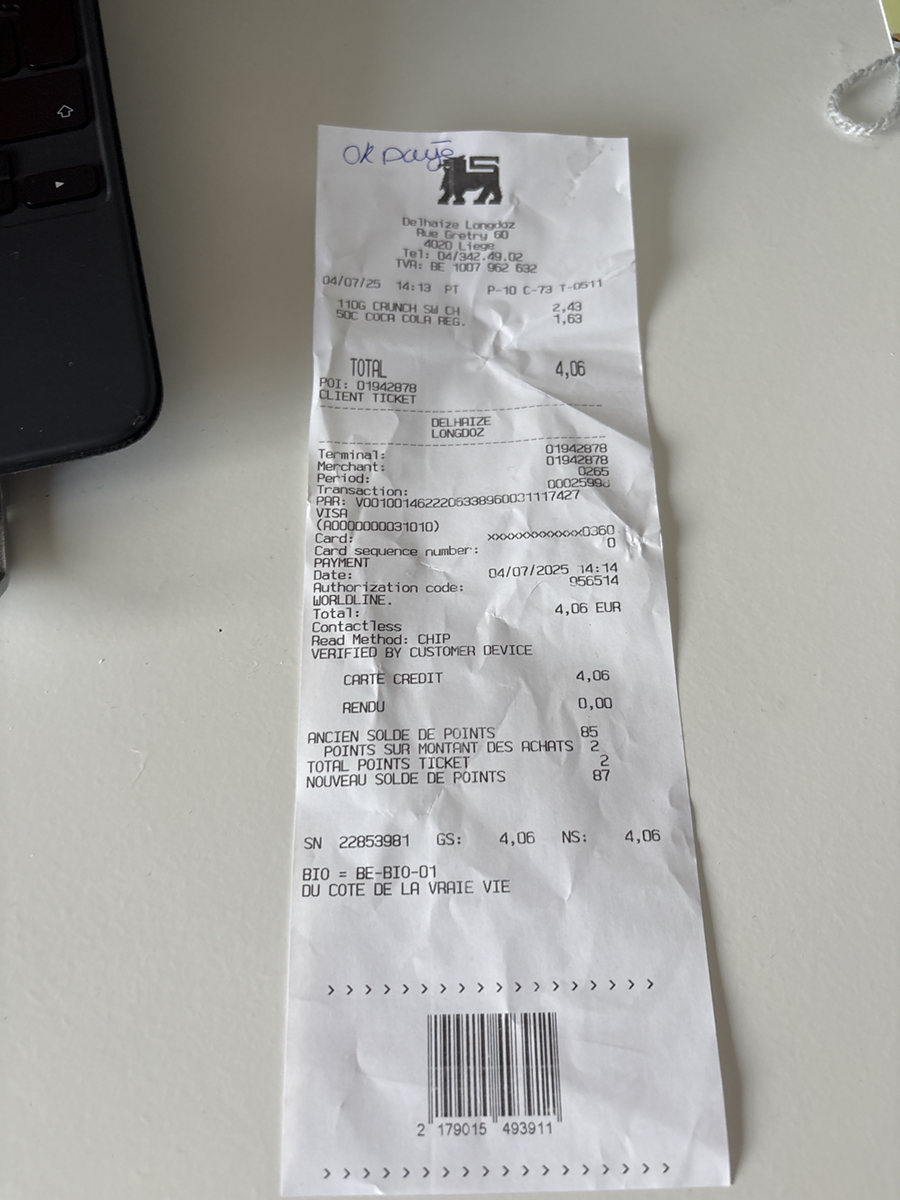 Ok payé
Delhaize Longdoz
Rue Gretry 60
4020 Liege
Tel: 04/342.49.02
TVA: BE 1007 962 632
04/07/25 14:13 PT P-10 C-73 T-0511
110G CRUNCH SW CH 2,43
50C COCA COLA REG. 1,63
TOTAL 4,06
POI: 01942878
CLIENT TICKET
DELHAIZE
LONGDOZ
Terminal: 01942878
Merchant: 01942878
Period: 0265
Transaction:
PAR: V0010014622206338960031117427
VISA
(A0000000031010)
Card: xxxxxxxxxxxx0360
Card sequence number: 0
PAYMENT
Date: 04/07/2025 14:14
Authorization code: 956514
WORLDLINE.
Total: 4,06 EUR
Contactless
Read Method: CHIP
VERIFIED BY CUSTOMER DEVICE
CARTE CREDIT 4,06
RENDU 0,00
ANCIEN SOLDE DE POINTS 85
POINTS SUR MONTANT DES ACHATS 2
TOTAL POINTS TICKET 2
NOUVEAU SOLDE DE POINTS 87
SN 22853981 GS: 4,06 NS: 4,06
BIO = BE-BIO-01
DU COTE DE LA VRAIE VIE
> > > > > > > > > > > > > > > > > >
2 179015 493911
> > > > > > > > > > > > > > > > > > >